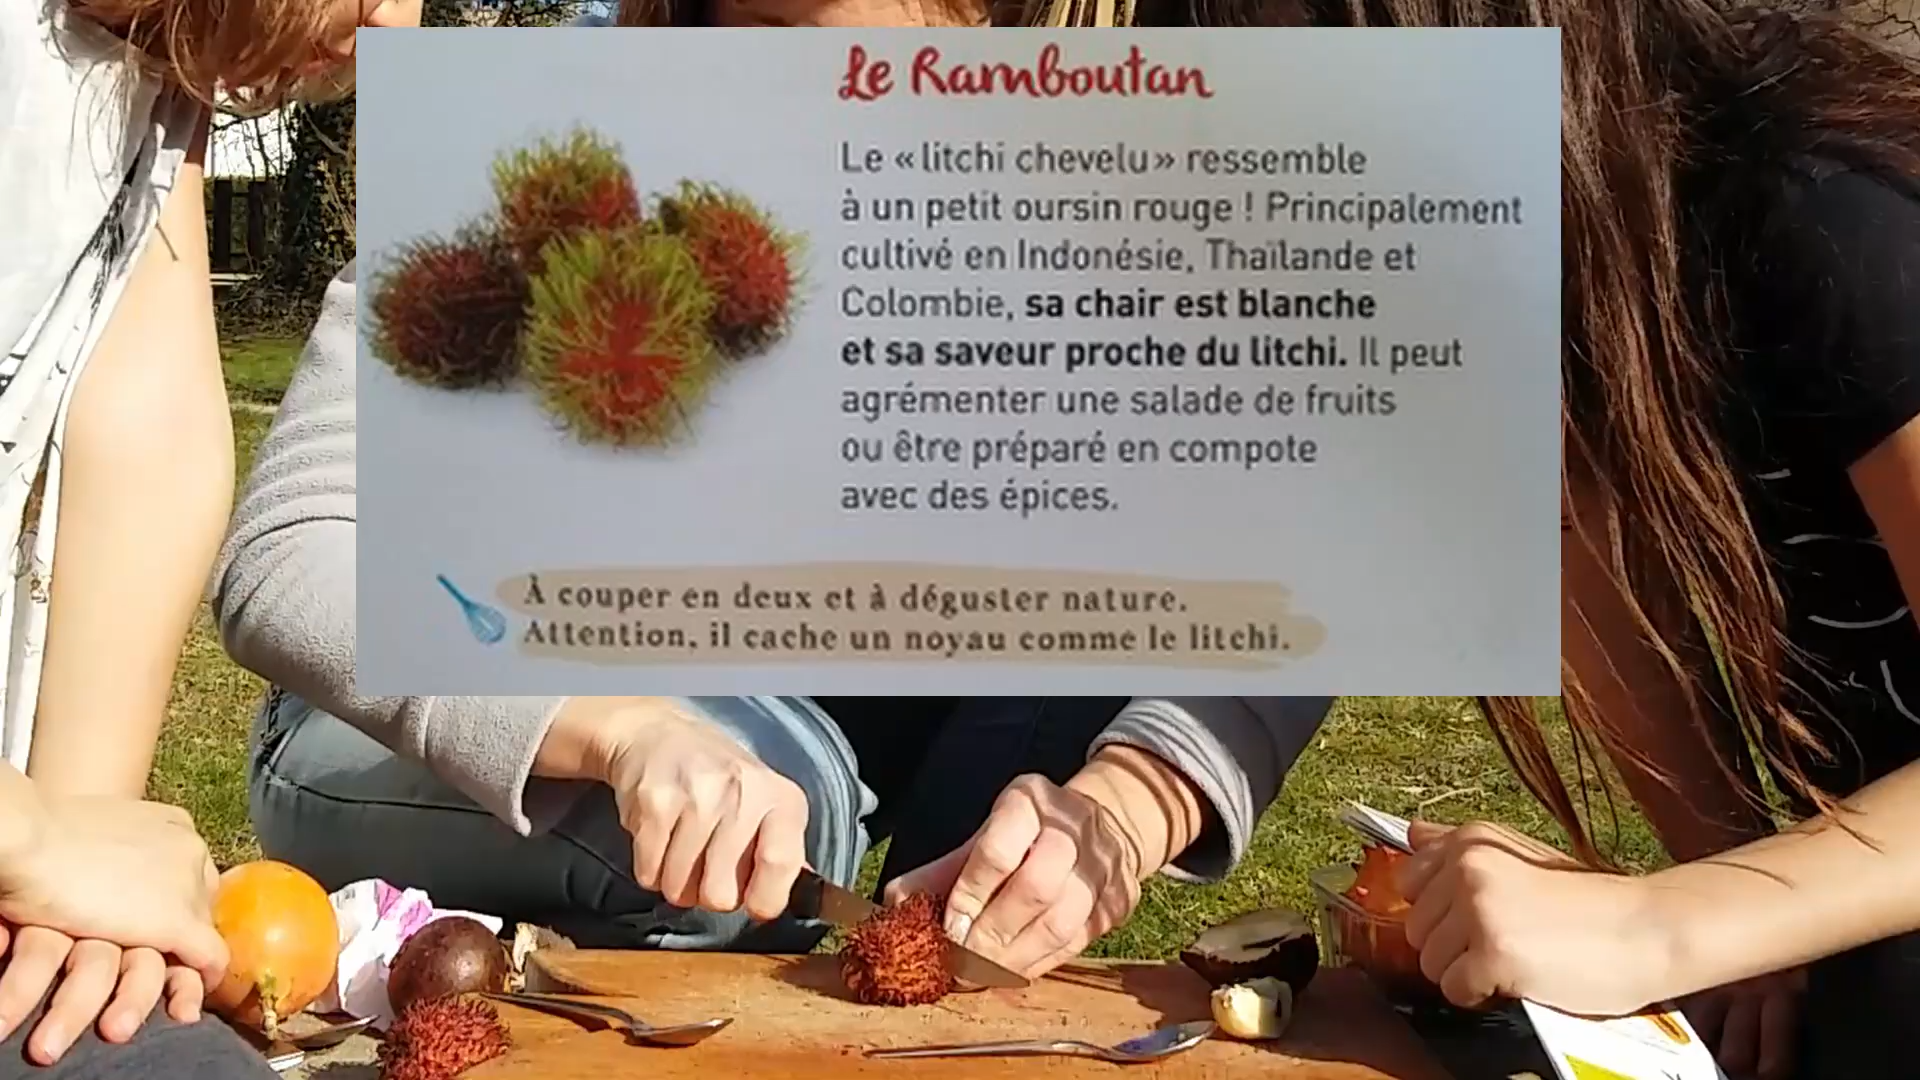 Le Ramboutan
Le « litchi chevelu » ressemble
à un petit oursin rouge ! Principalement
cultivé en Indonésie, Thaïlande et
Colombie, sa chair est blanche
et sa saveur proche du litchi. Il peut
agrémenter une salade de fruits
ou être préparé en compote
avec des épices.
À couper en deux et à déguster nature.
Attention, il cache un noyau comme le litchi.